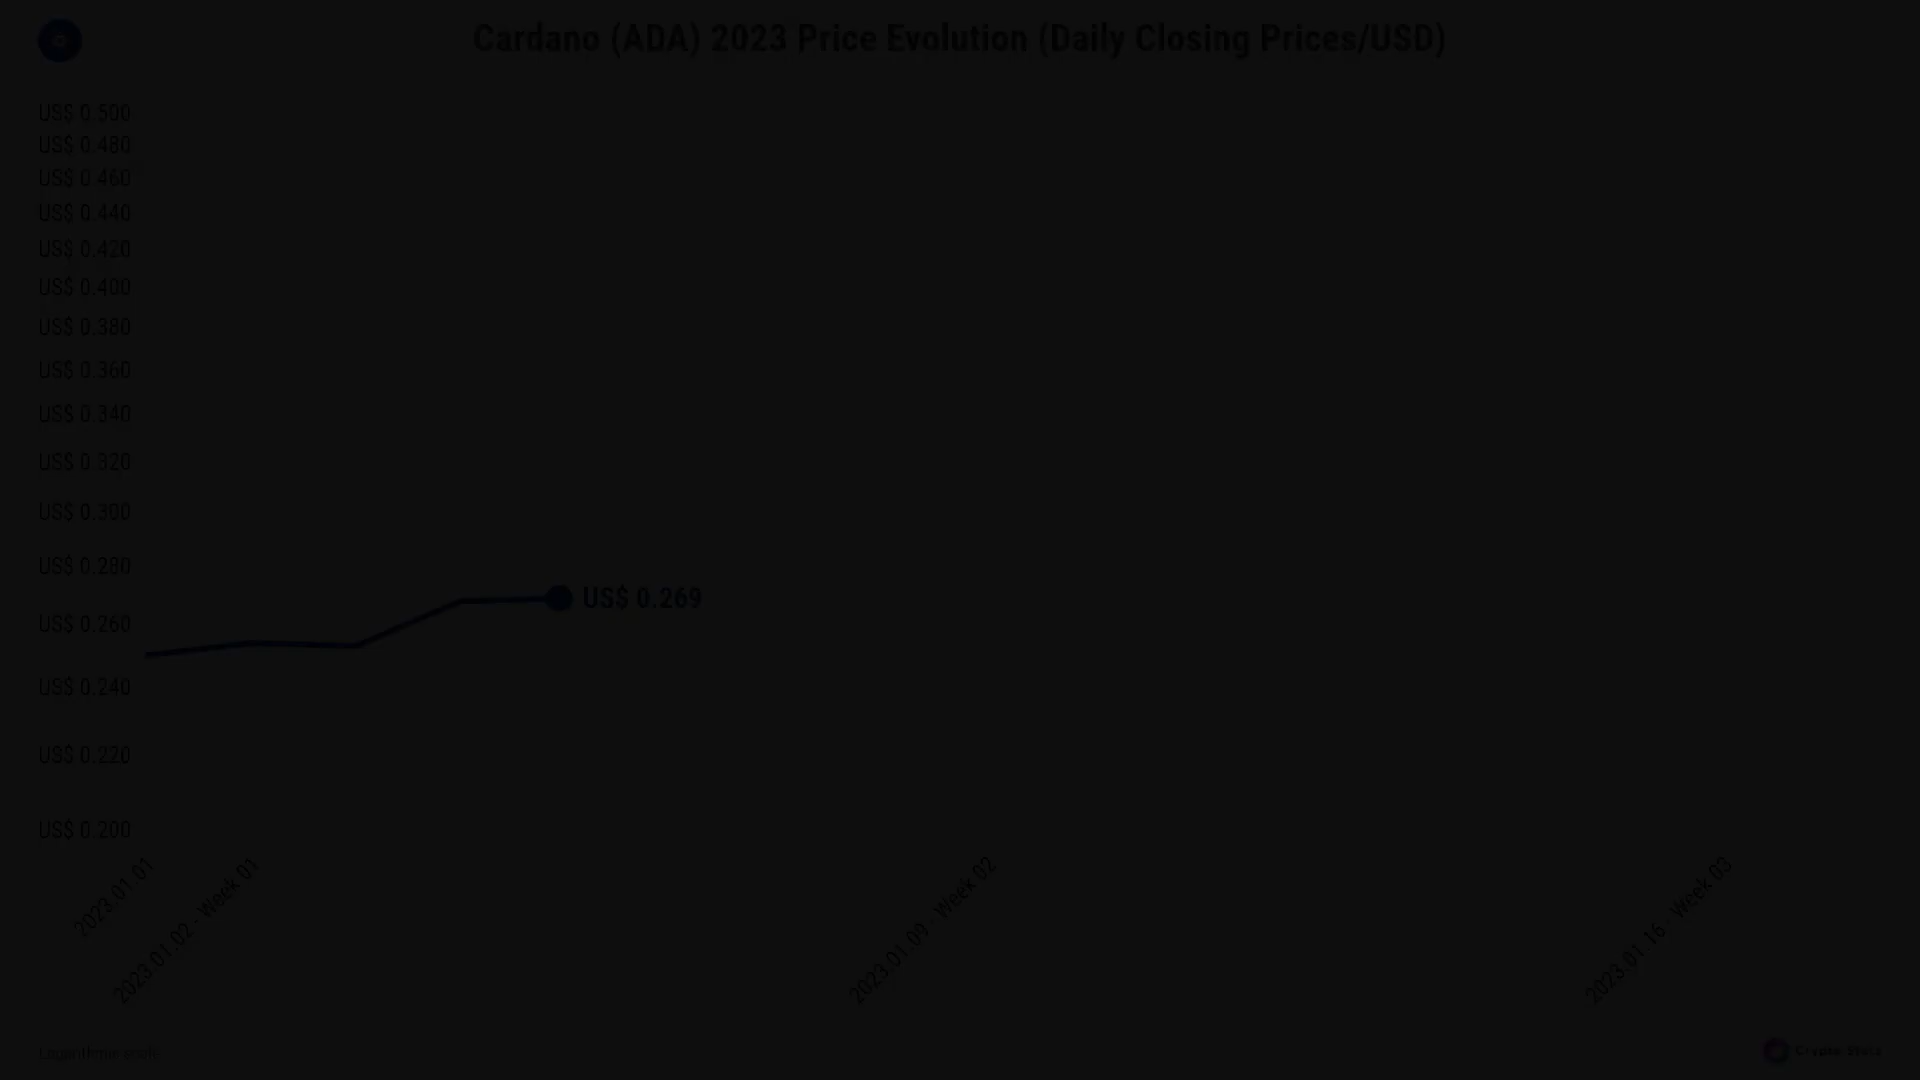 Cardano (ADA) 2023 Price Evolution (Daily Closing Prices/USD)
US$ 0.500
US$ 0.480
US$ 0.460
US$ 0.440
US$ 0.420
US$ 0.400
US$ 0.380
US$ 0.360
US$ 0.340
US$ 0.320
US$ 0.300
US$ 0.280
US$ 0.269
US$ 0.260
US$ 0.240
US$ 0.220
US$ 0.200
2023.01.01
2023.01.02 - Week 01
2023.01.09 - Week 02
2023.01.16 - Week 03
Logarithmic scale
Crypto Stats